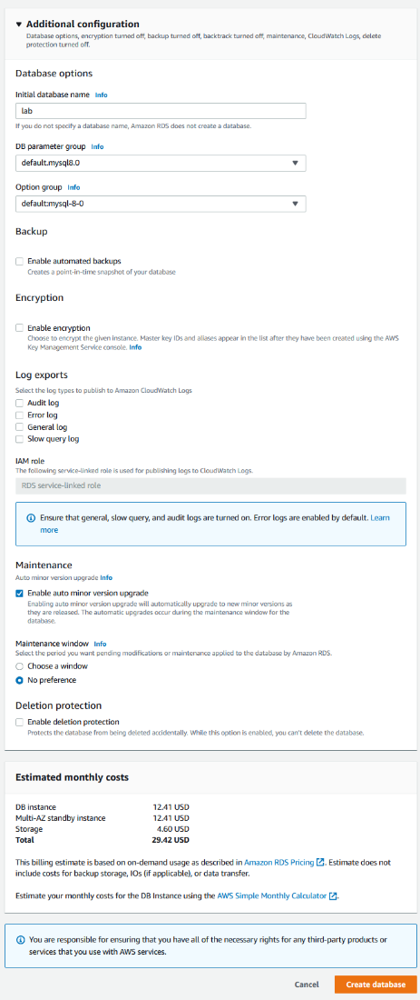 Additional configuration
Database options, encryption turned off, backup turned off, backtrack turned off, maintenance, CloudWatch Logs, delete
protection turned off.
Database options
Initial database name Info
lab
If you do not specify a database name, Amazon RDS does not create a database.
DB parameter group Info
default.mysql8.0
Option group Info
default:mysql-8-0
Backup
Enable automated backups
Creates a point-in-time snapshot of your database
Encryption
Enable encryption
Choose to encrypt the given instance. Master key IDs and aliases appear in the list after they have been created using the AWS
Key Management Service console. Info
Log exports
Select the log types to publish to Amazon CloudWatch Logs
Audit log
Error log
General log
Slow query log
IAM role
The following service-linked role is used for publishing logs to CloudWatch Logs.
RDS service-linked role
Ensure that general, slow query, and audit logs are turned on. Error logs are enabled by default. Learn
more
Maintenance
Auto minor version upgrade Info
Enable auto minor version upgrade
Enabling auto minor version upgrade will automatically upgrade to new minor versions as
they are released. The automatic upgrades occur during the maintenance window for the
database.
Maintenance window Info
Select the period you want pending modifications or maintenance applied to the database by Amazon RDS.
Choose a window
No preference
Deletion protection
Enable deletion protection
Protects the database from being deleted accidentally. While this option is enabled, you can't delete the database.
Estimated monthly costs
DB instance 12.41 USD
Multi-AZ standby instance 12.41 USD
Storage 4.60 USD
Total 29.42 USD
This billing estimate is based on on-demand usage as described in Amazon RDS Pricing. Estimate does not
include costs for backup storage, IOs (if applicable), or data transfer.
Estimate your monthly costs for the DB Instance using the AWS Simple Monthly Calculator.
You are responsible for ensuring that you have all of the necessary rights for any third-party products or
services that you use with AWS services.
Cancel Create database